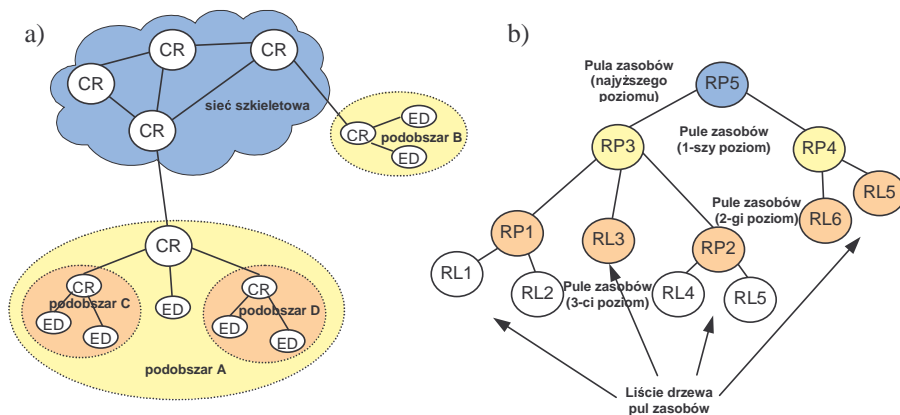 a)
CR
CR
CR
CR
sieć szkieletowa
CR
ED
ED
podobszar B
CR
CR
podobszar C
ED
ED
ED
CR
podobszar D
ED
ED
podobszar A
b)
Pula zasobów
(najyższego
poziomu)
RP5
Pule zasobów
(1-szy poziom)
RP3
RP4
Pule zasobów
(2-gi poziom)
RP1
RL3
RP2
RL6
RL5
RL1
RL2
Pule zasobów
(3-ci poziom)
RL4
RL5
Liście drzewa
pul zasobów